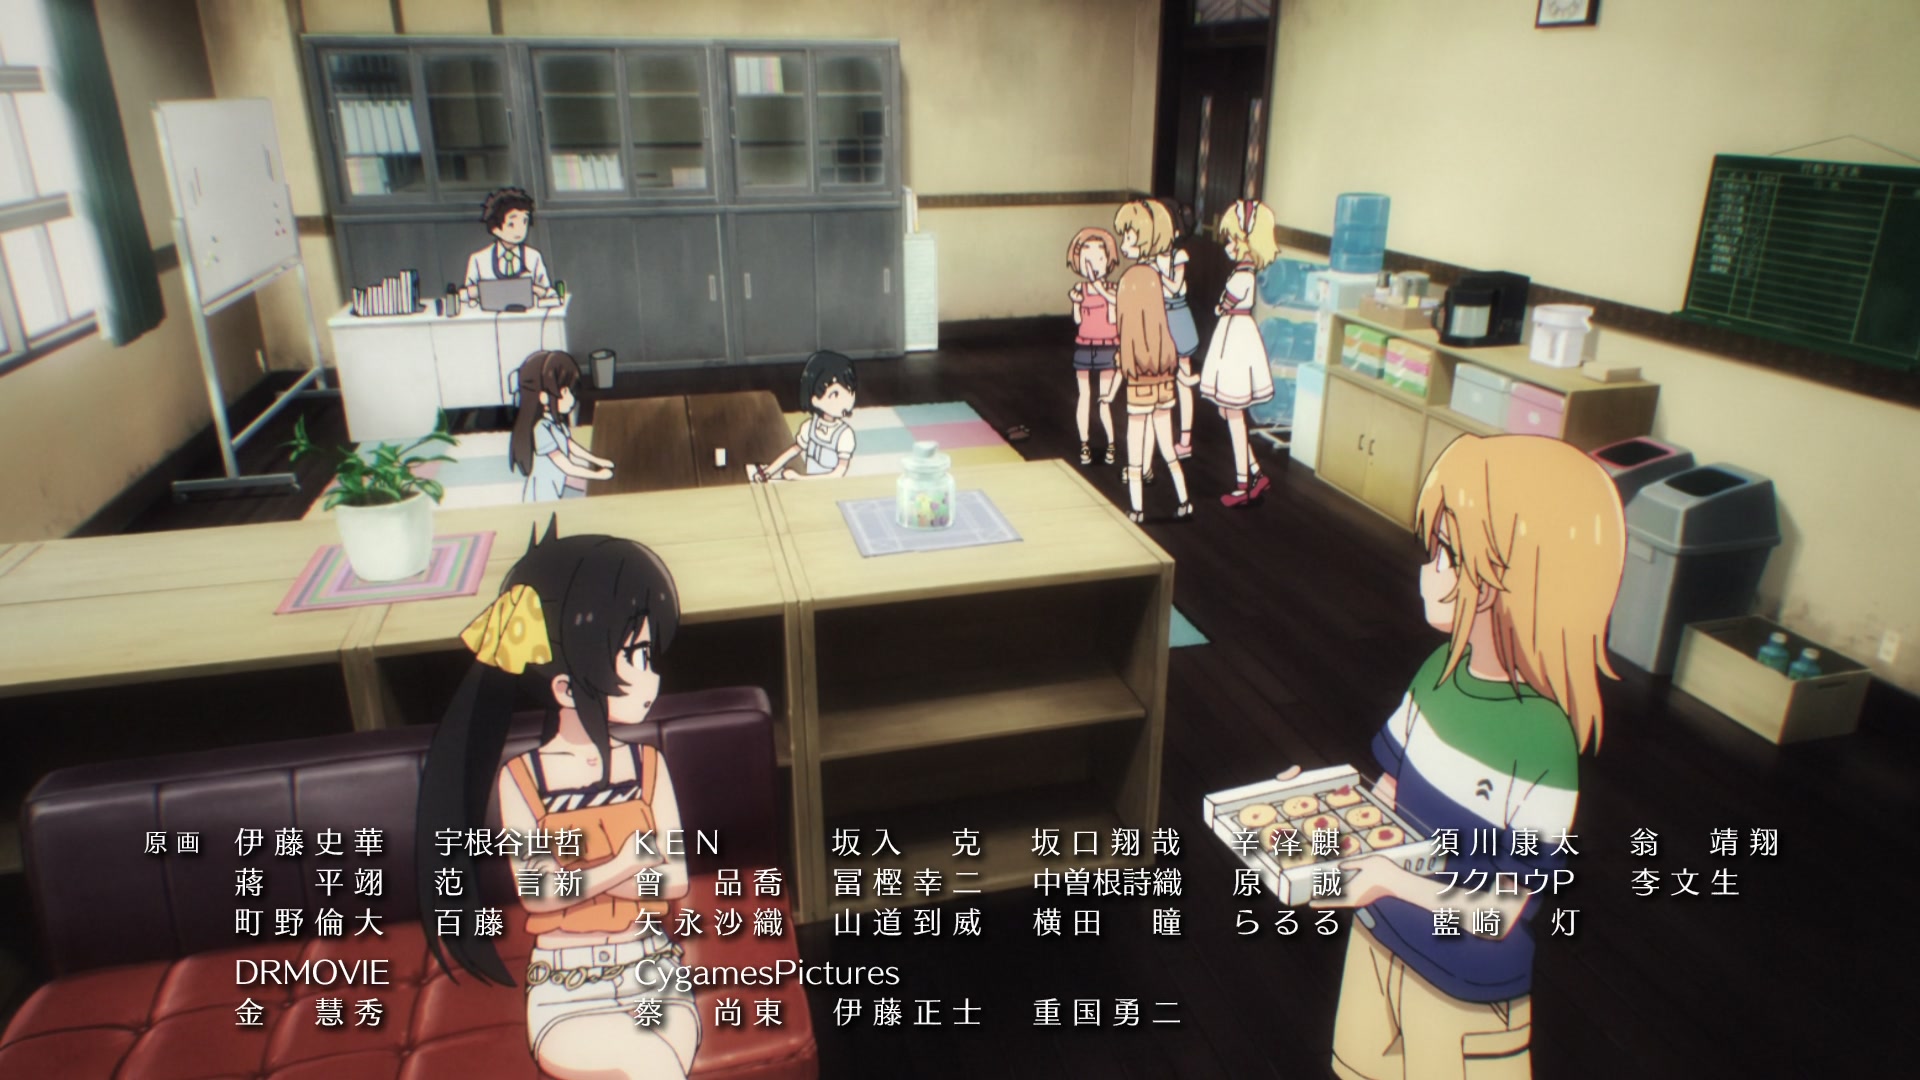 原画 伊藤史華 宇根谷世哲 KEN 坂入 克 坂口翔哉 辛泽麒 須川康太 翁 靖翔
蔣 平翊 范 言新 曾 品喬 冨樫幸二 中曽根詩織 原 誠 フクロウP 李文生
町野倫大 百藤 矢永沙織 山道到威 横田 瞳 らるる 藍崎 灯
DRMOVIE CygamesPictures
金 慧秀 蔡 尚東 伊藤正士 重国勇二